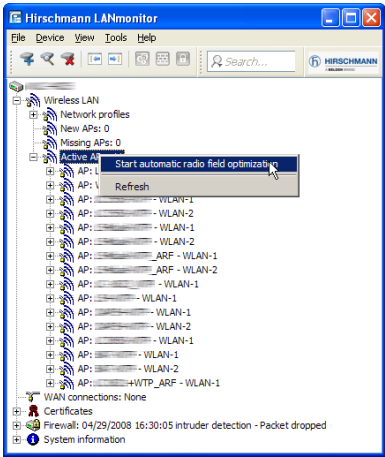 Hirschmann LANmonitor
File Device View Tools Help
Search...
HIRSCHMANN
Wireless LAN
Network profiles
New APs: 0
Missing APs: 0
Active
Start automatic radio field optimization
AP:
Refresh
AP:
AP: - WLAN-1
AP: - WLAN-2
AP: - WLAN-1
AP: - WLAN-2
AP: _ARF - WLAN-1
AP: _ARF - WLAN-2
AP: - WLAN-1
AP: - WLAN-1
AP: - WLAN-1
AP: - WLAN-2
AP: - WLAN-1
AP: - WLAN-2
AP: +WTP_ARF - WLAN-1
WAN connections: None
Certificates
Firewall: 04/29/2008 16:30:05 intruder detection - Packet dropped
System information